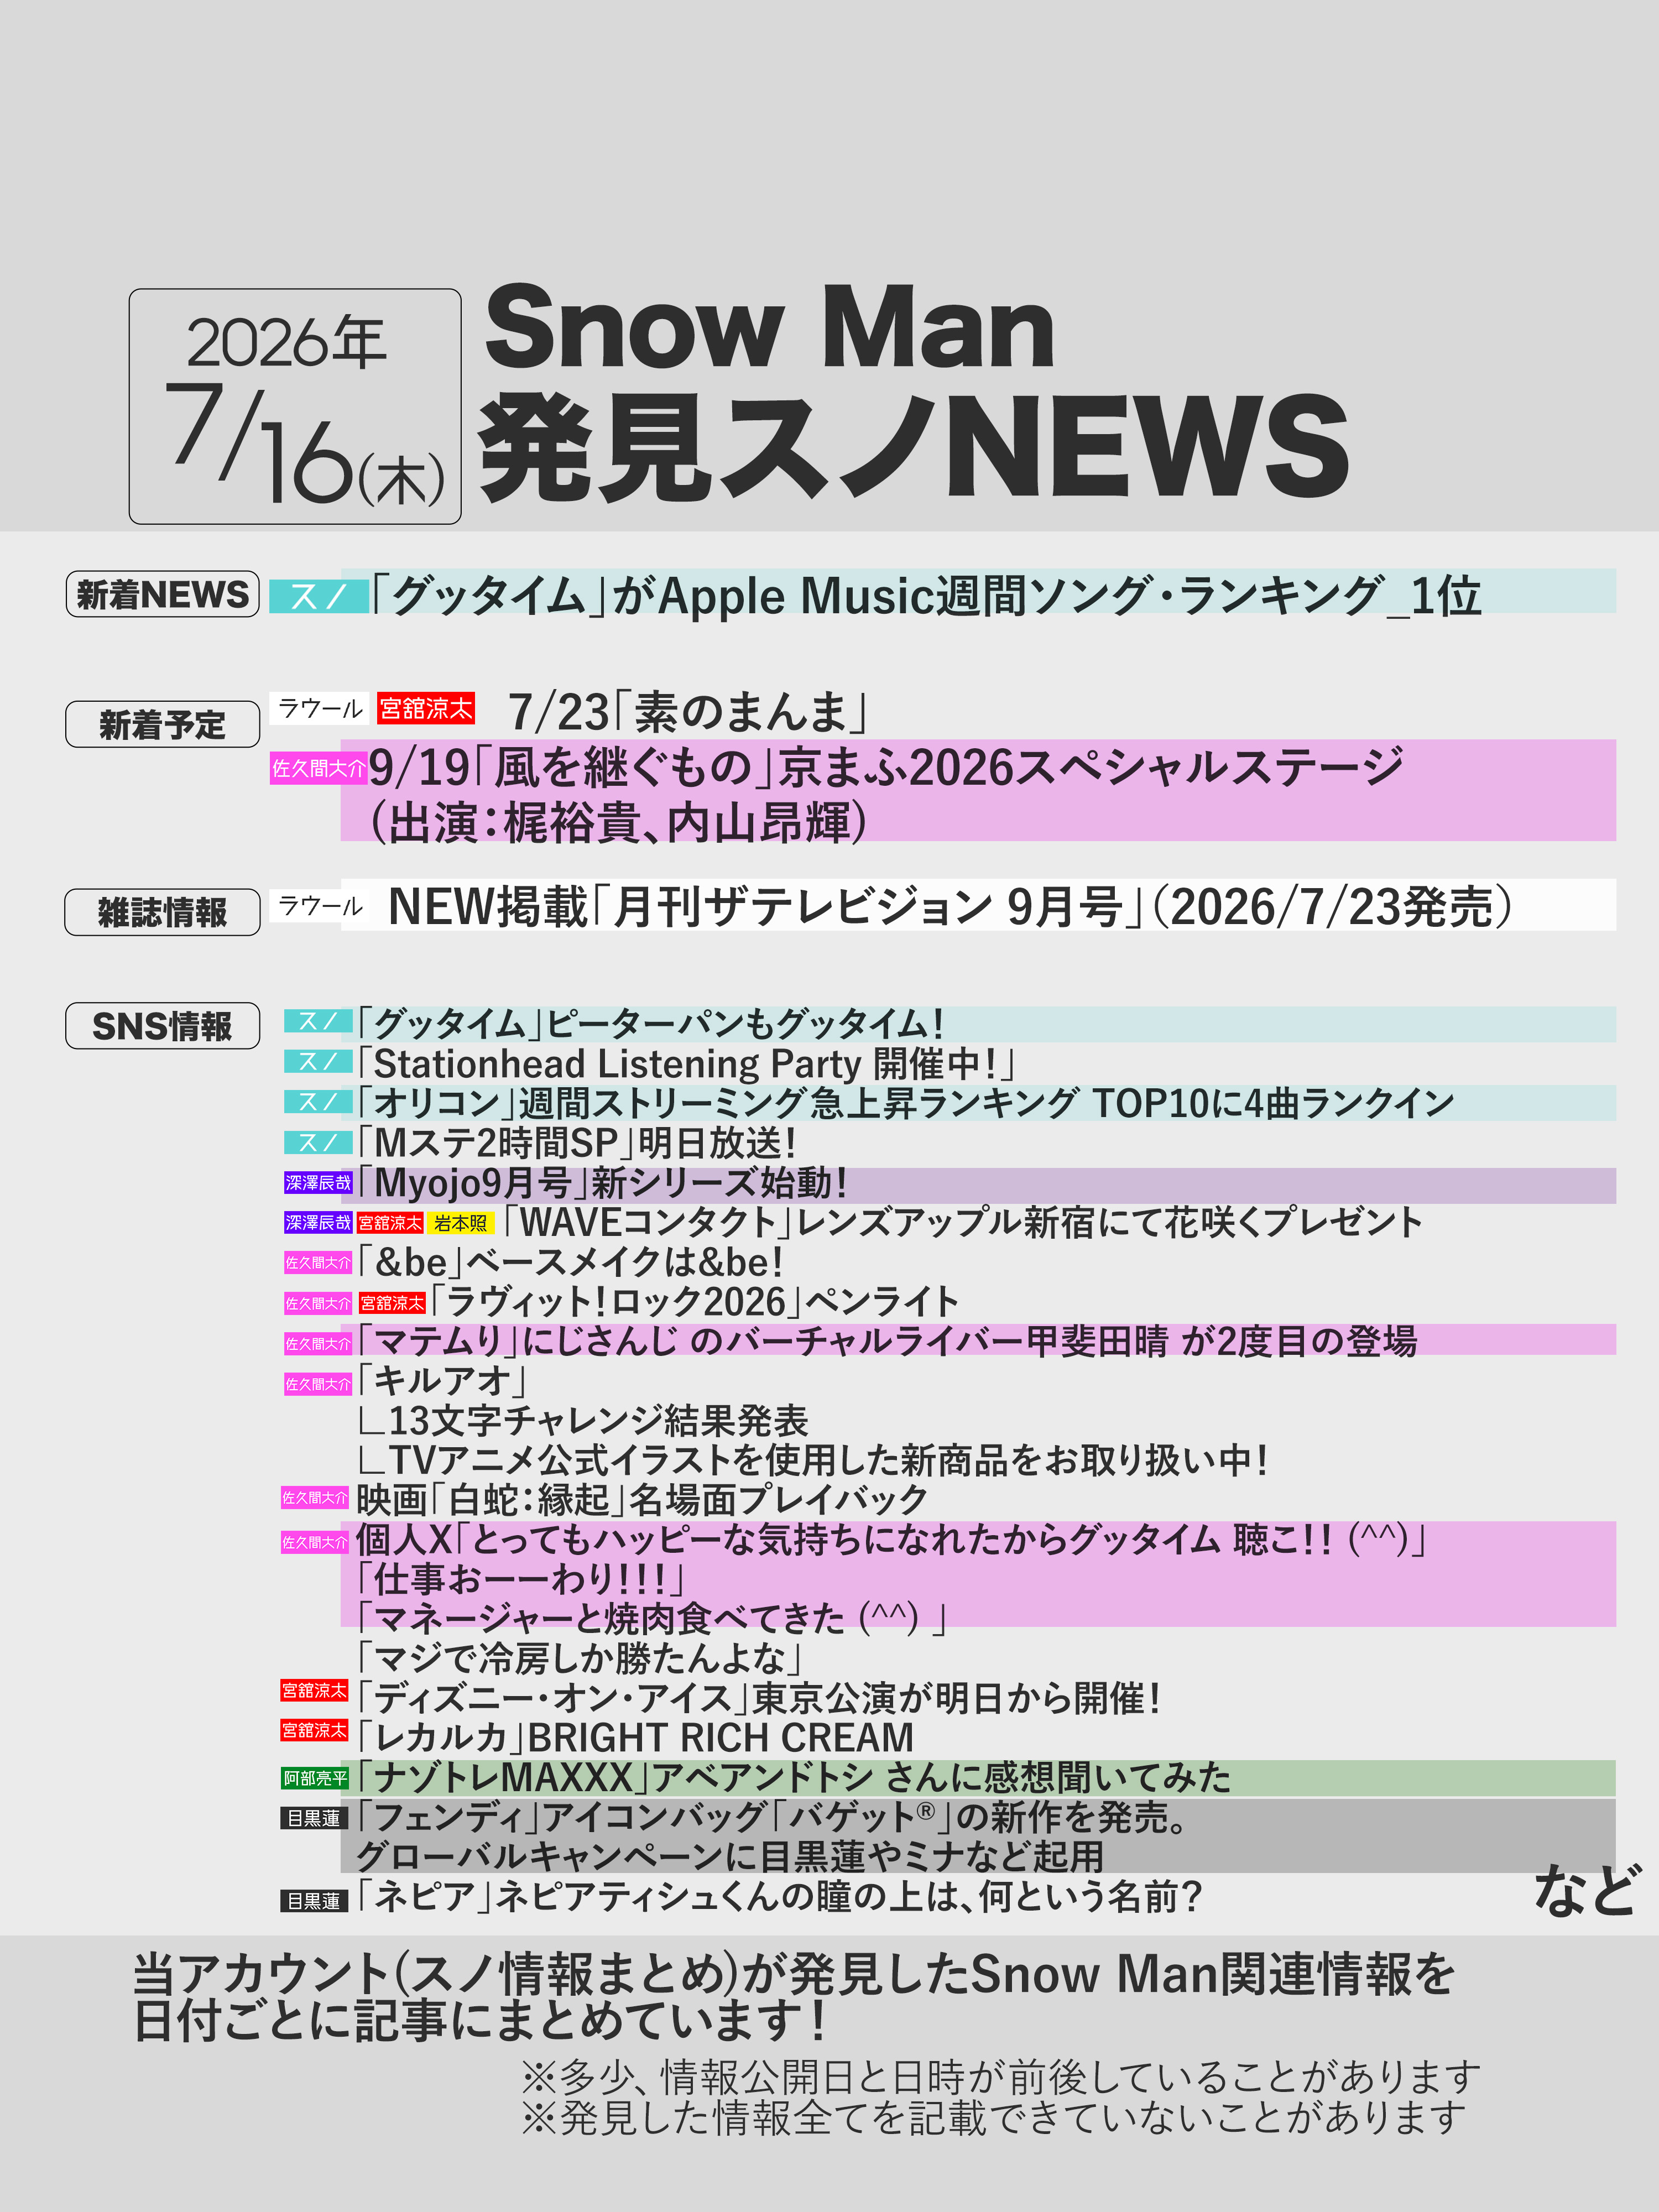 2026年
7/16(木)
Snow Man
発見スノNEWS
新着NEWS
スノ「グッタイム」がApple Music週間ソング・ランキング_1位
新着予定
ラウール 宮舘涼太 7/23「素のまんま」
佐久間大介 9/19「風を継ぐもの」京まふ2026スペシャルステージ
(出演：梶裕貴、内山昂輝)
雑誌情報
ラウール NEW掲載「月刊ザテレビジョン 9月号」(2026/7/23発売)
SNS情報
スノ「グッタイム」ピーターパンもグッタイム！
スノ「Stationhead Listening Party 開催中！」
スノ「オリコン」週間ストリーミング急上昇ランキング TOP10に4曲ランクイン
スノ「Mステ2時間SP」明日放送！
深澤辰哉「Myojo9月号」新シリーズ始動！
深澤辰哉 宮舘涼太 岩本照「WAVEコンタクト」レンズアップル新宿にて花咲くプレゼント
佐久間大介「&be」ベースメイクは&be！
佐久間大介 宮舘涼太「ラヴィット！ロック2026」ペンライト
佐久間大介「マテムり」にじさんじ のバーチャルライバー甲斐田晴 が2度目の登場
佐久間大介「キルアオ」
∟13文字チャレンジ結果発表
∟TVアニメ公式イラストを使用した新商品をお取り扱い中！
佐久間大介 映画「白蛇：縁起」名場面プレイバック
佐久間大介 個人X「とってもハッピーな気持ちになれたからグッタイム 聴こ！！ (^^)」
「仕事おーーわり！！！」
「マネージャーと焼肉食べてきた (^^) 」
「マジで冷房しか勝たんよな」
宮舘涼太「ディズニー・オン・アイス」東京公演が明日から開催！
宮舘涼太「レカルカ」BRIGHT RICH CREAM
阿部亮平「ナゾトレMAXXX」アベアンドトシ さんに感想聞いてみた
目黒蓮「フェンディ」アイコンバッグ「バゲット®」の新作を発売。
グローバルキャンペーンに目黒蓮やミナなど起用
目黒蓮「ネピア」ネピアティシュくんの瞳の上は、何という名前？
など
当アカウント(スノ情報まとめ)が発見したSnow Man関連情報を
日付ごとに記事にまとめています！
※多少、情報公開日と日時が前後していることがあります
※発見した情報全てを記載できていないことがあります